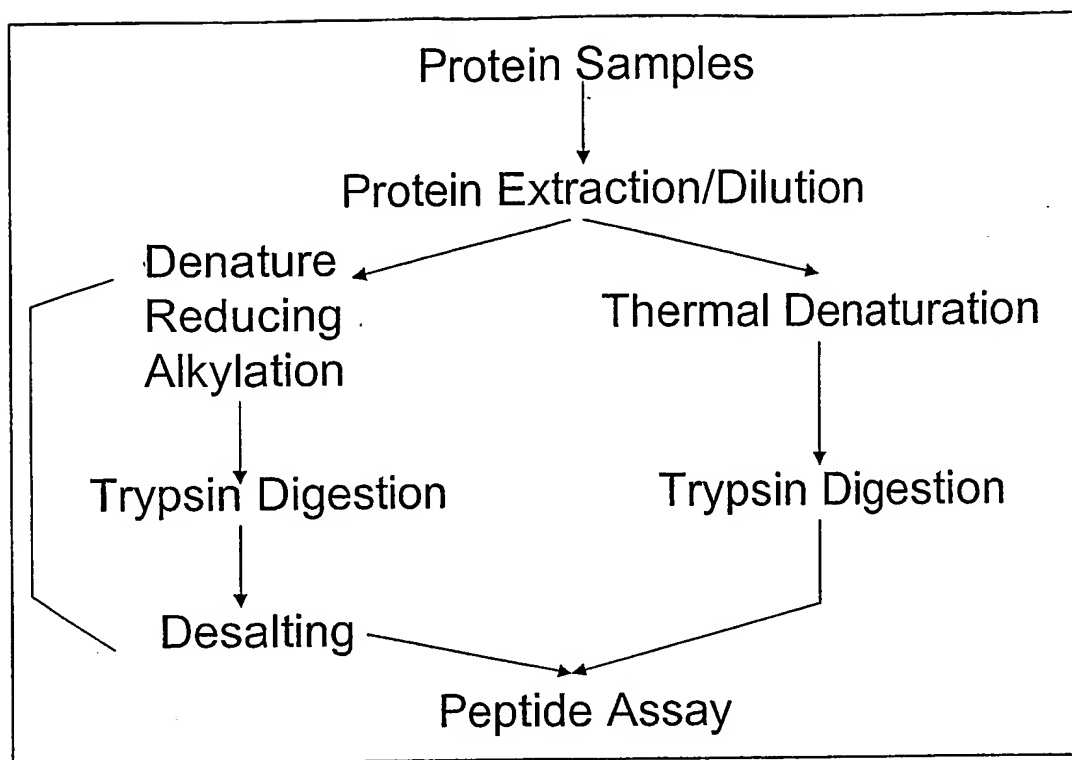 Protein Samples
Protein Extraction/Dilution
Denature
Reducing
Alkylation
Thermal Denaturation
Trypsin Digestion
Trypsin Digestion
Desalting
Peptide Assay